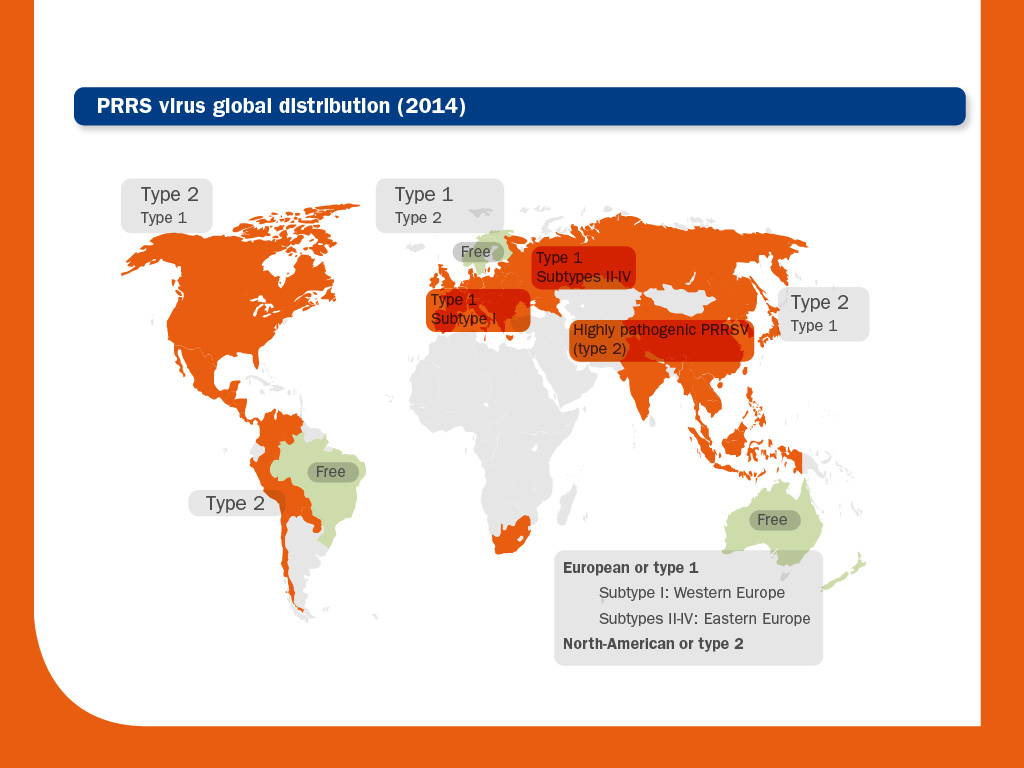 PRRS virus global distribution (2014)
Type 2
Type 1
Type 1
Type 2
Free
Type 1
Subtypes II-IV
Type 1
Subtype I
Type 2
Type 1
Highly pathogenic PRRSV
(type 2)
Free
Type 2
Free
European or type 1
Subtype I: Western Europe
Subtypes II-IV: Eastern Europe
North-American or type 2